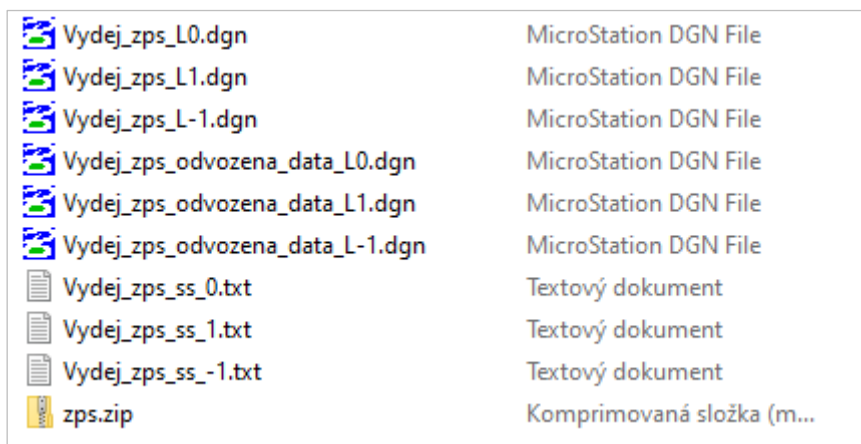 Vydej_zps_L0.dgn MicroStation DGN File
Vydej_zps_L1.dgn MicroStation DGN File
Vydej_zps_L-1.dgn MicroStation DGN File
Vydej_zps_odvozena_data_L0.dgn MicroStation DGN File
Vydej_zps_odvozena_data_L1.dgn MicroStation DGN File
Vydej_zps_odvozena_data_L-1.dgn MicroStation DGN File
Vydej_zps_ss_0.txt Textový dokument
Vydej_zps_ss_1.txt Textový dokument
Vydej_zps_ss_-1.txt Textový dokument
zps.zip Komprimovaná složka (m...